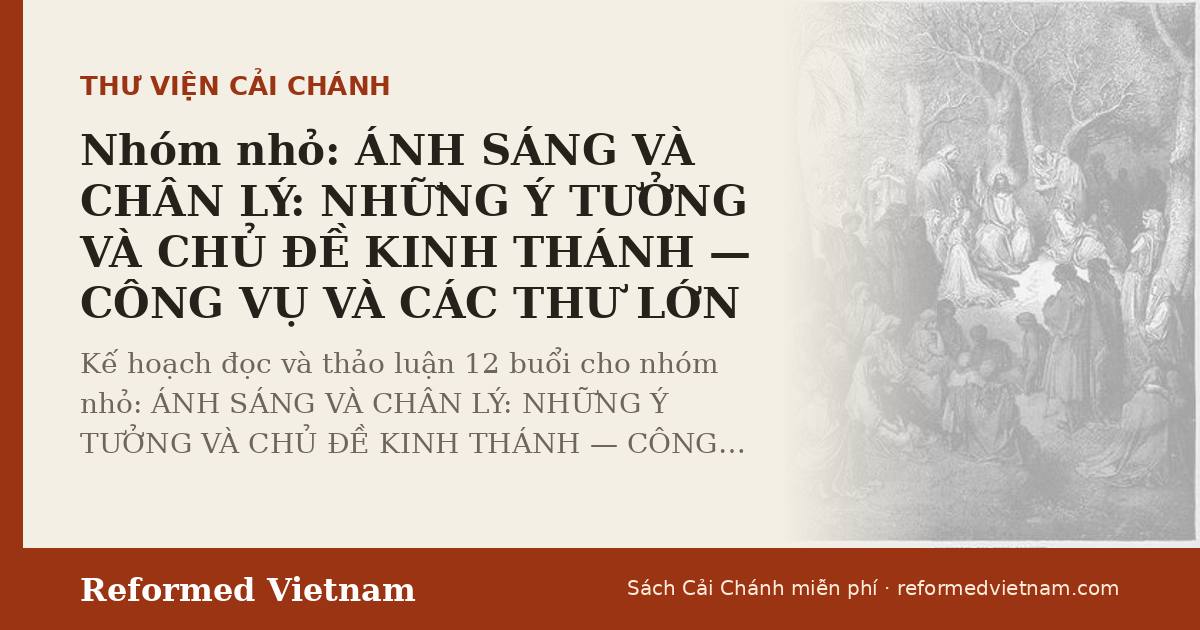 THƯ VIỆN CẢI CHÁNH
Nhóm nhỏ: ÁNH SÁNG VÀ
CHÂN LÝ: NHỮNG Ý TƯỞNG
VÀ CHỦ ĐỀ KINH THÁNH —
CÔNG VỤ VÀ CÁC THƯ LỚN
Kế hoạch đọc và thảo luận 12 buổi cho nhóm
nhỏ: ÁNH SÁNG VÀ CHÂN LÝ: NHỮNG Ý
TƯỞNG VÀ CHỦ ĐỀ KINH THÁNH — CÔNG...
Reformed Vietnam
Sách Cải Chánh miễn phí · reformedvietnam.com